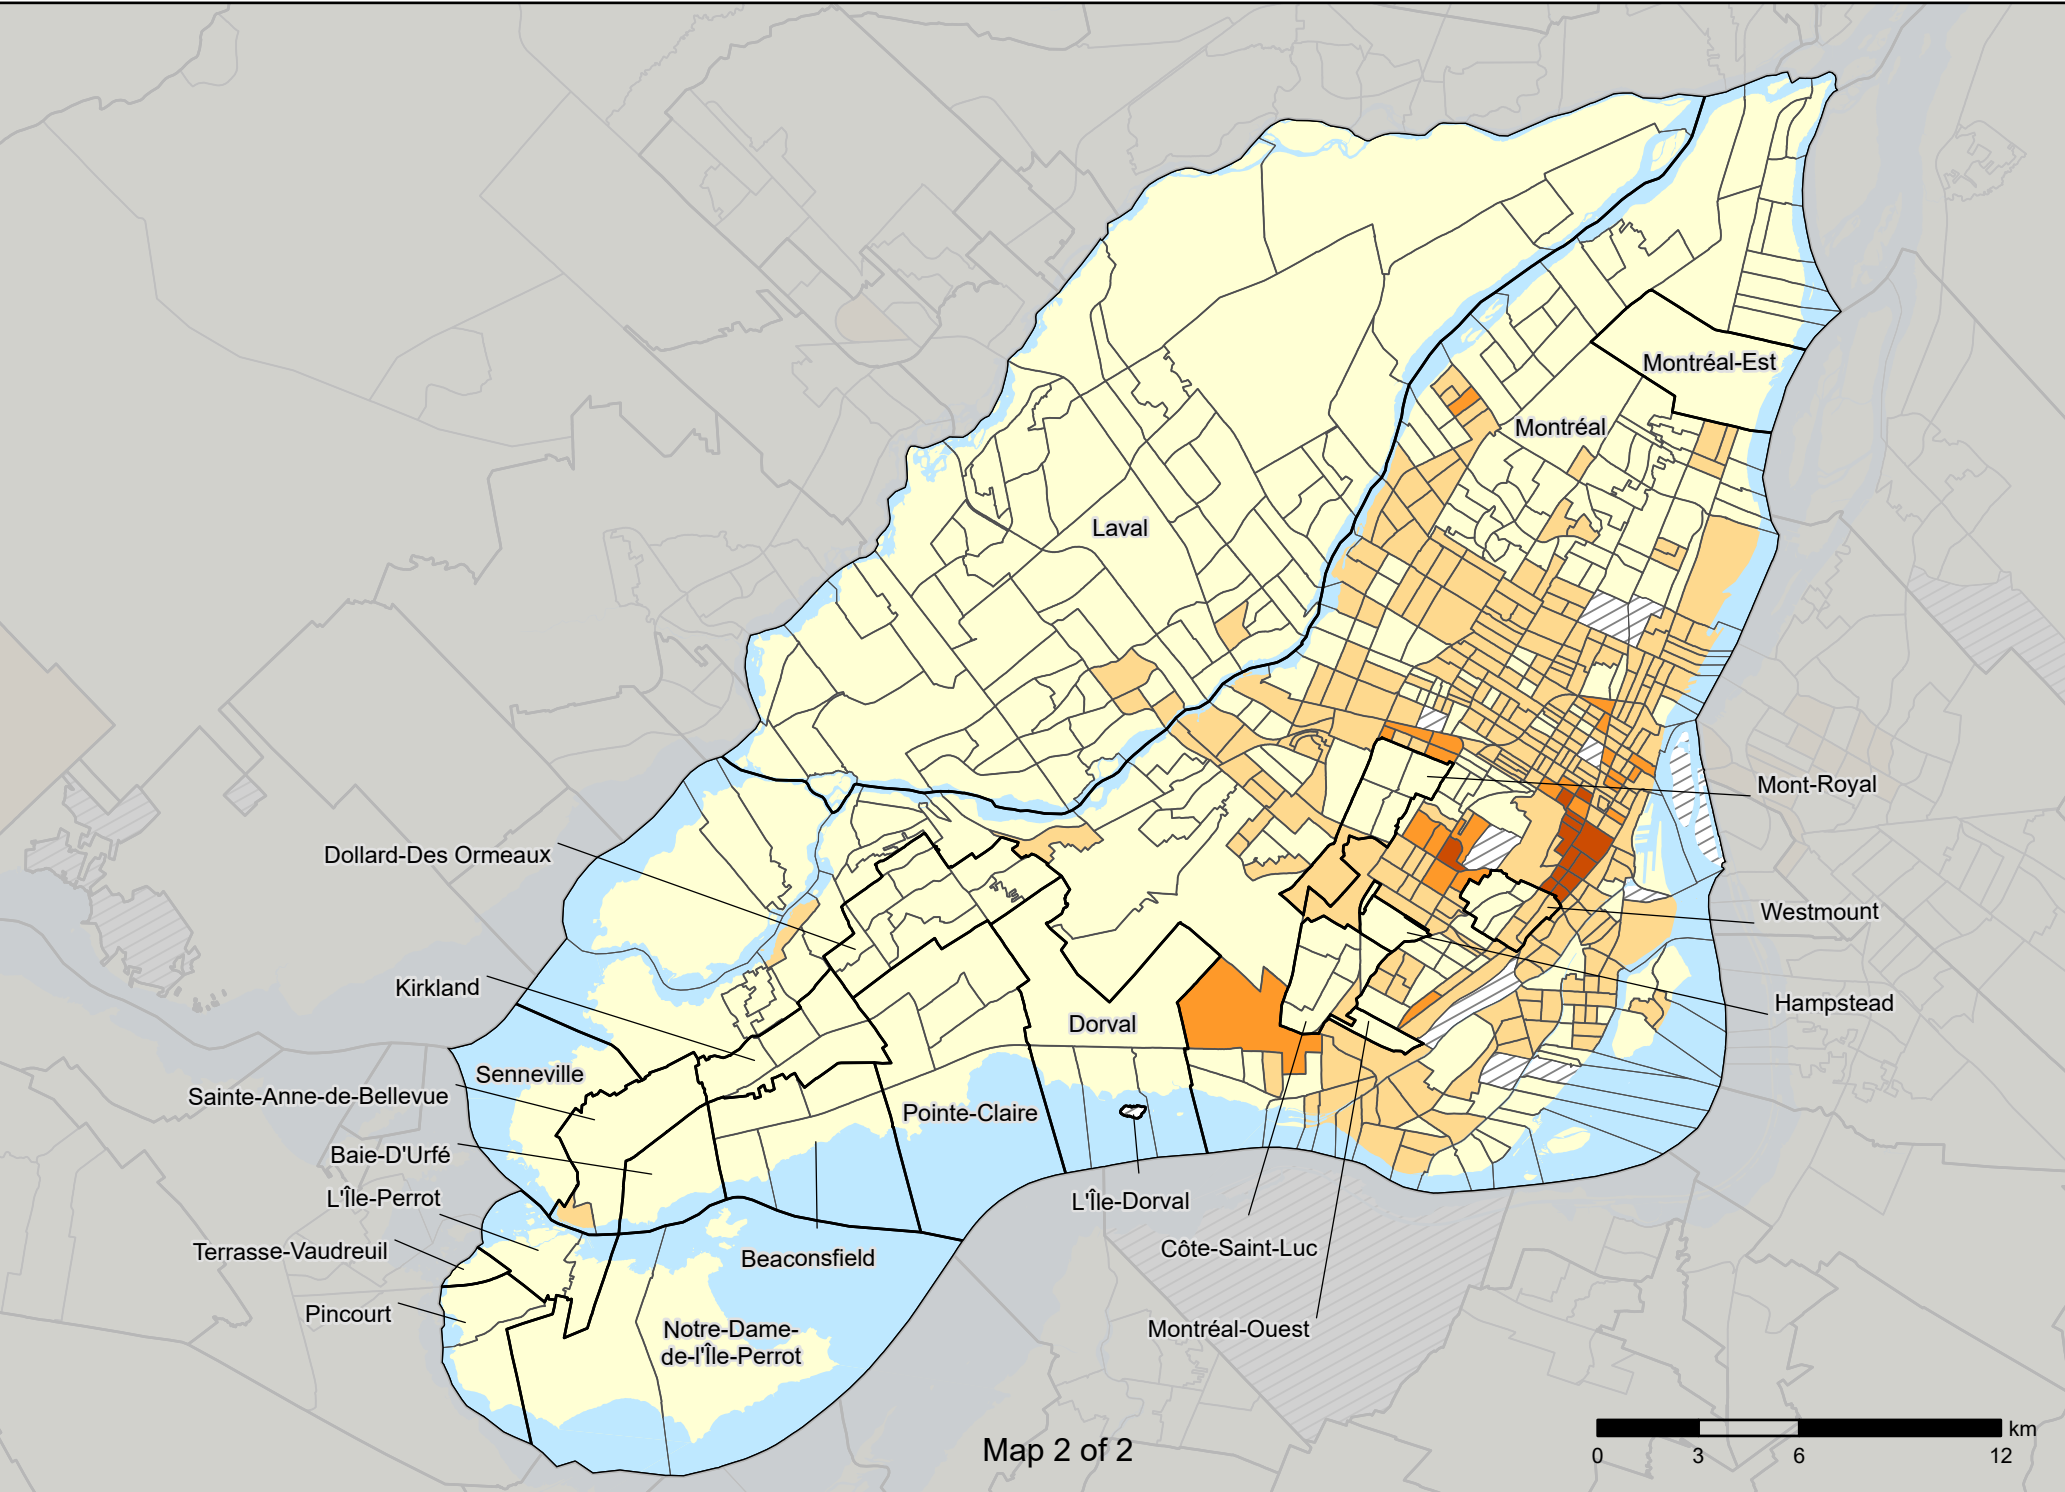 Montréal-Est
Montréal
Laval
Mont-Royal
Dollard-Des Ormeaux
Westmount
Kirkland
Hampstead
Dorval
Senneville
Sainte-Anne-de-Bellevue
Pointe-Claire
Baie-D'Urfé
L'Île-Perrot
L'Île-Dorval
Terrasse-Vaudreuil
Côte-Saint-Luc
Beaconsfield
Pincourt
Montréal-Ouest
Notre-Dame-
de-l'Île-Perrot
Map 2 of 2
km
0 3 6 12